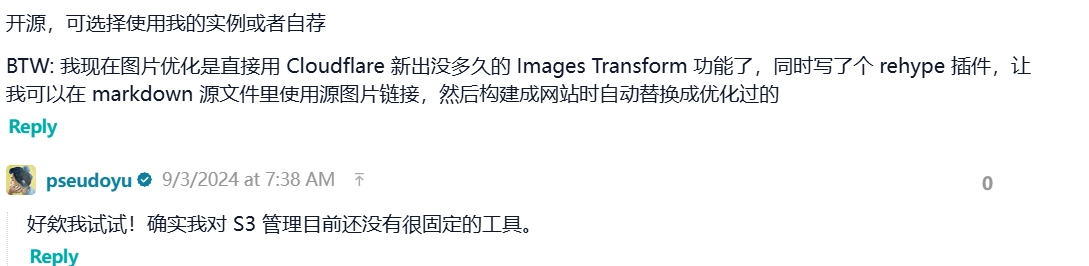 开源，可选择使用我的实例或者自荐
BTW: 我现在图片优化是直接用 Cloudflare 新出没多久的 Images Transform 功能了，同时写了个 rehype 插件，让
我可以在 markdown 源文件里使用源图片链接，然后构建成网站时自动替换成优化过的
Reply
pseudoyu 9/3/2024 at 7:38 AM
0
好欸我试试！确实我对 S3 管理目前还没有很固定的工具。
Reply